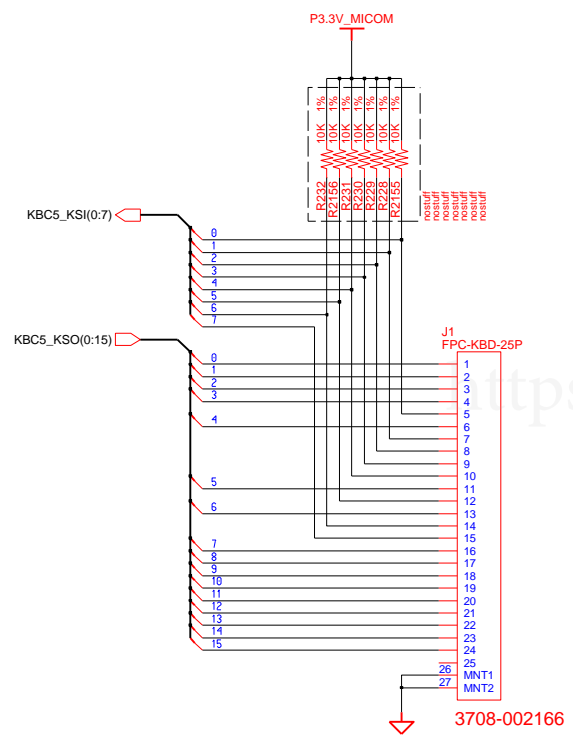 P3.3V_MICOM
10K 1%
10K 1%
10K 1%
10K 1%
10K 1%
10K 1%
10K 1%
R232
R2156
R231
R230
R229
R228
R2155
nostuff
nostuff
nostuff
nostuff
nostuff
nostuff
nostuff
KBC5_KSI(0:7)
0
1
2
3
4
5
6
7
KBC5_KSO(0:15)
0
1
2
3
4
5
6
7
8
9
10
11
12
13
14
15
J1
FPC-KBD-25P
1
2
3
4
5
6
7
8
9
10
11
12
13
14
15
16
17
18
19
20
21
22
23
24
25
26 MNT1
27 MNT2
3708-002166
https